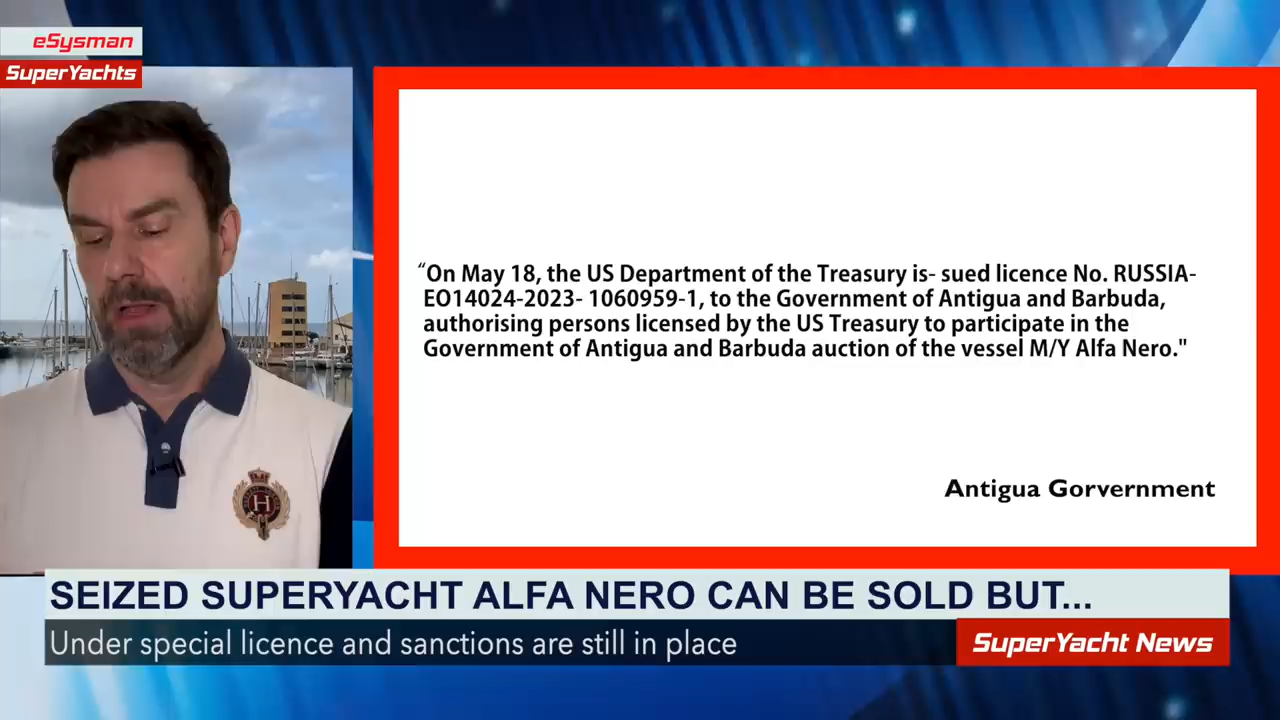 eSysman
SuperYachts
“On May 18, the US Department of the Treasury is- sued licence No. RUSSIA-
EO14024-2023- 1060959-1, to the Government of Antigua and Barbuda,
authorising persons licensed by the US Treasury to participate in the
Government of Antigua and Barbuda auction of the vessel M/Y Alfa Nero."
Antigua Gorvernment
H
SEIZED SUPERYACHT ALFA NERO CAN BE SOLD BUT...
Under special licence and sanctions are still in place
SuperYacht News